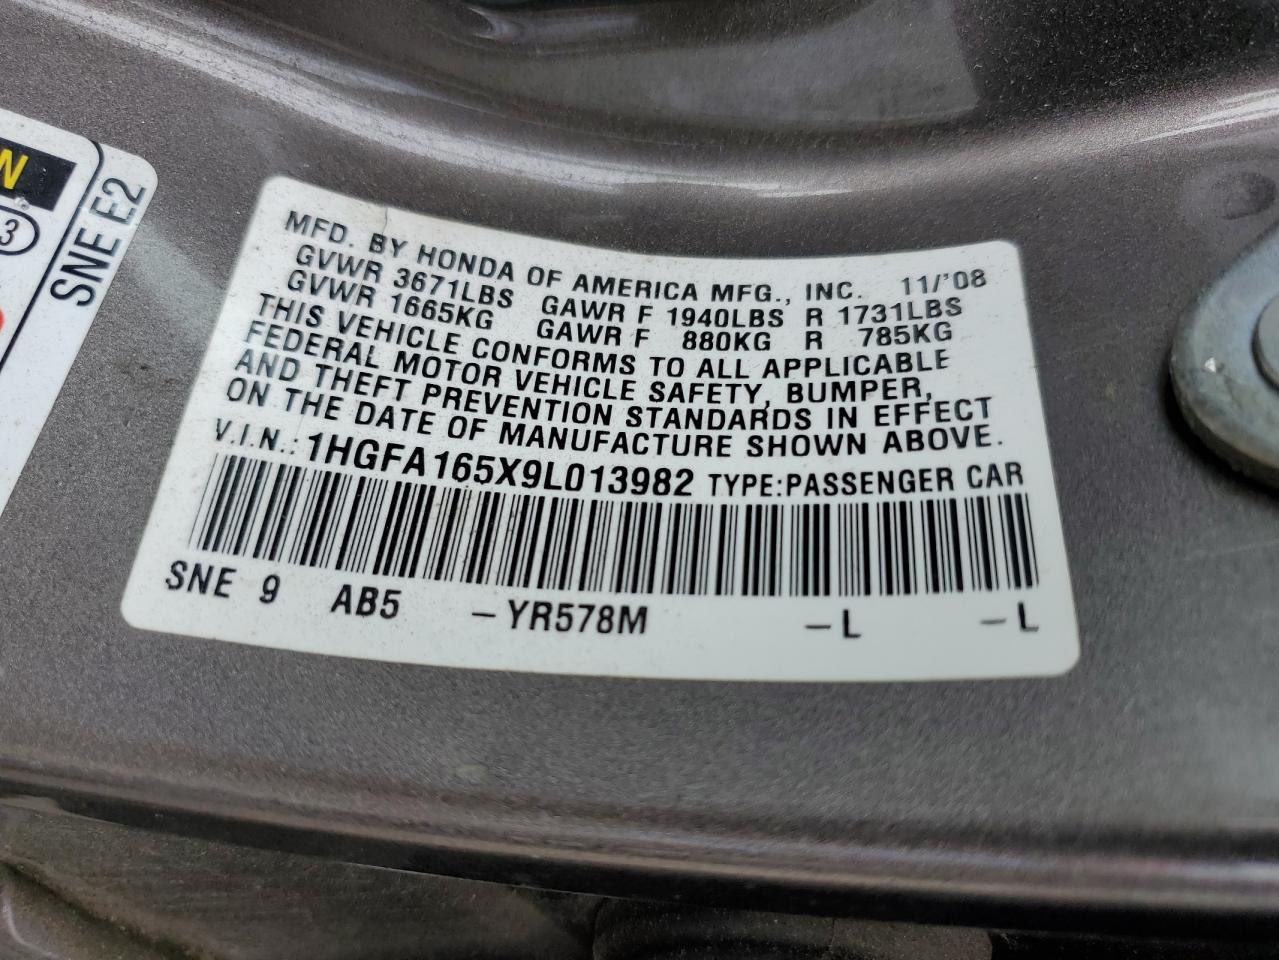 N
3
SNE E2
MFD. BY HONDA OF AMERICA MFG., INC. 11/'08
GVWR 3671LBS GAWR F 1940LBS R 1731LBS
GVWR 1665KG GAWR F 880KG R 785KG
THIS VEHICLE CONFORMS TO ALL APPLICABLE
FEDERAL MOTOR VEHICLE SAFETY, BUMPER,
AND THEFT PREVENTION STANDARDS IN EFFECT
ON THE DATE OF MANUFACTURE SHOWN ABOVE.
V.I.N.: 1HGFA165X9L013982 TYPE:PASSENGER CAR
SNE 9 AB5 -YR578M -L -L